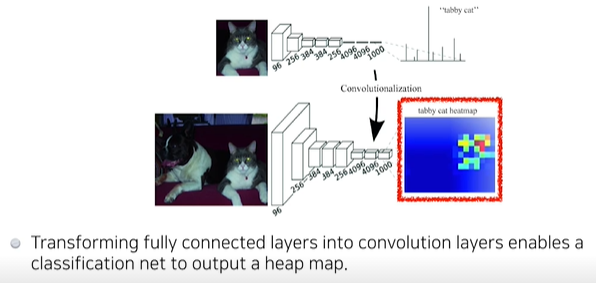 "tabby cat"
96 256 384 384 256 4096 4096 1000
Convolutionalization
tabby cat heatmap
96 256 384 384 256 4096 4096 1000
Transforming fully connected layers into convolution layers enables a
classification net to output a heap map.